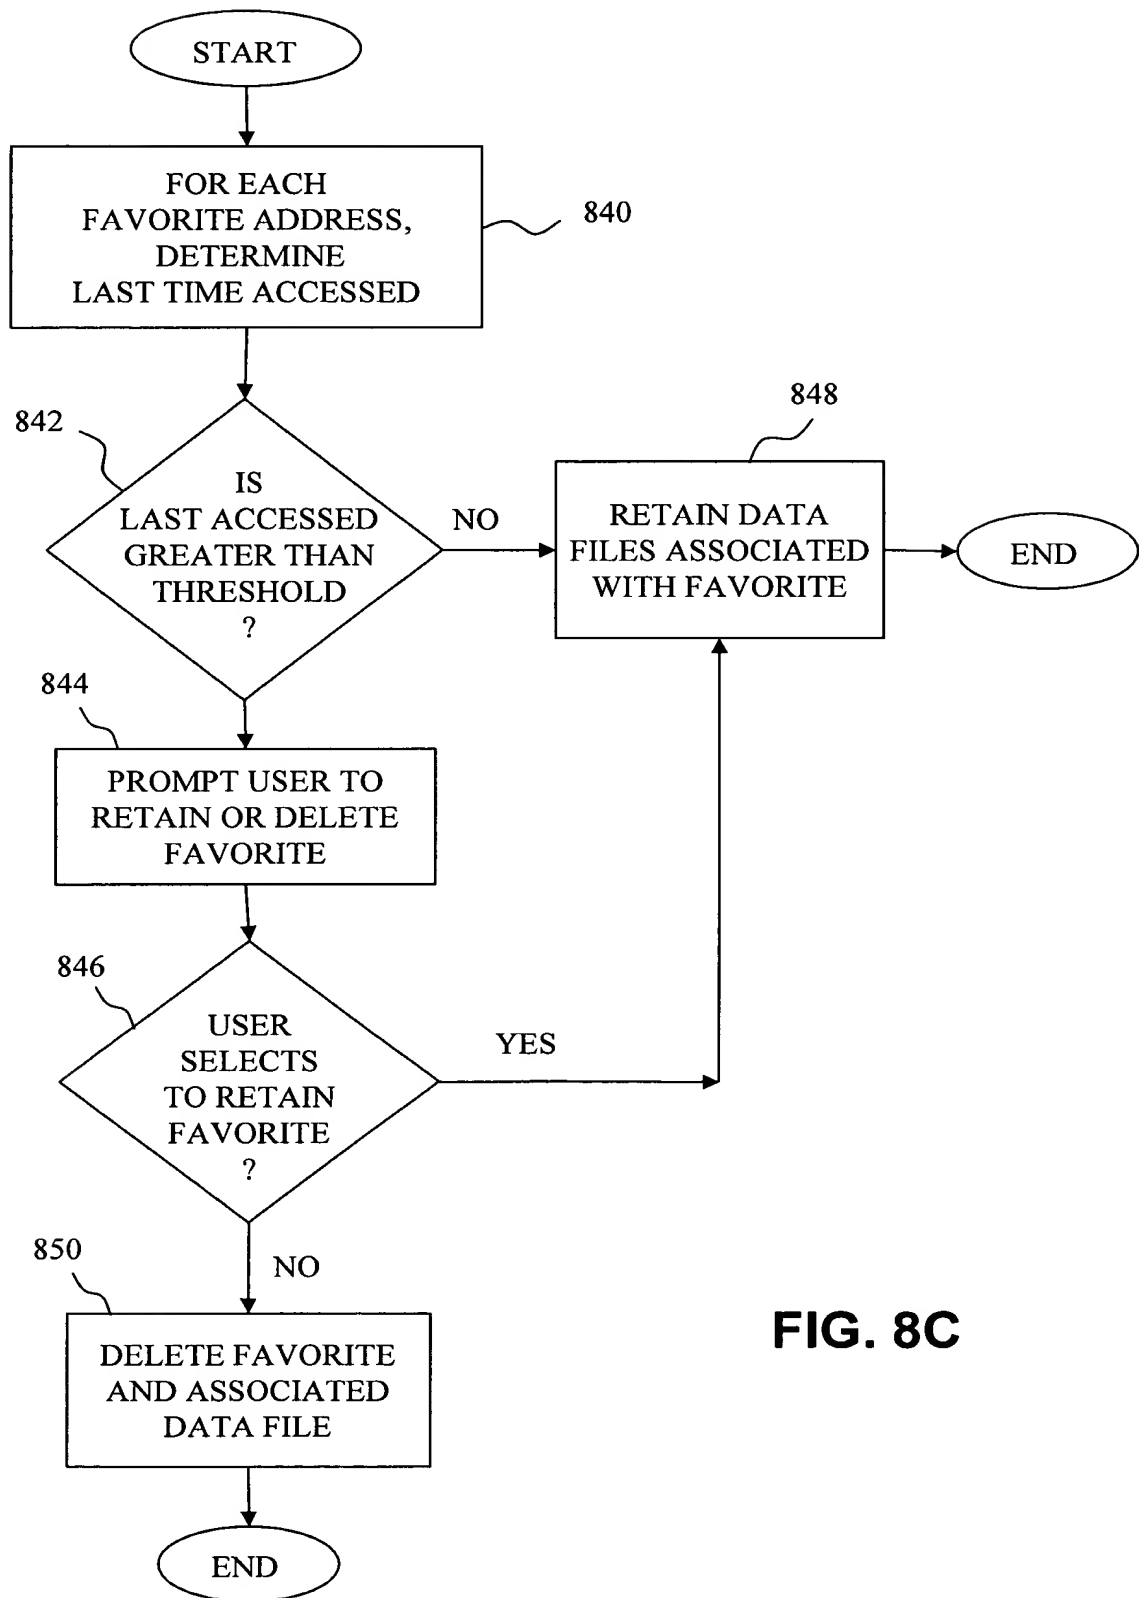 START
FOR EACH
FAVORITE ADDRESS,
DETERMINE
LAST TIME ACCESSED
840
842
IS
LAST ACCESSED
GREATER THAN
THRESHOLD
?
NO
848
RETAIN DATA
FILES ASSOCIATED
WITH FAVORITE
END
844
PROMPT USER TO
RETAIN OR DELETE
FAVORITE
846
USER
SELECTS
TO RETAIN
FAVORITE
?
YES
850
NO
DELETE FAVORITE
AND ASSOCIATED
DATA FILE
END
FIG. 8C